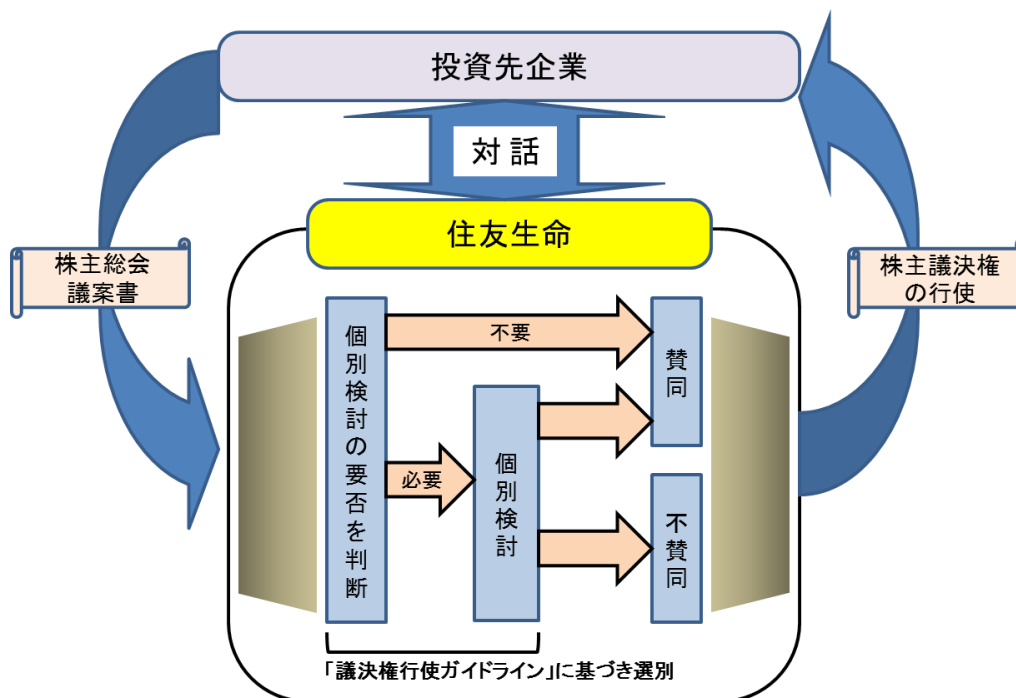 投資先企業
対話
住友生命
株主総会
議案書
株主議決権
の行使
個別検討の要否を判断
不要
必要
個別検討
賛同
不賛同
「議決権行使ガイドライン」に基づき選別